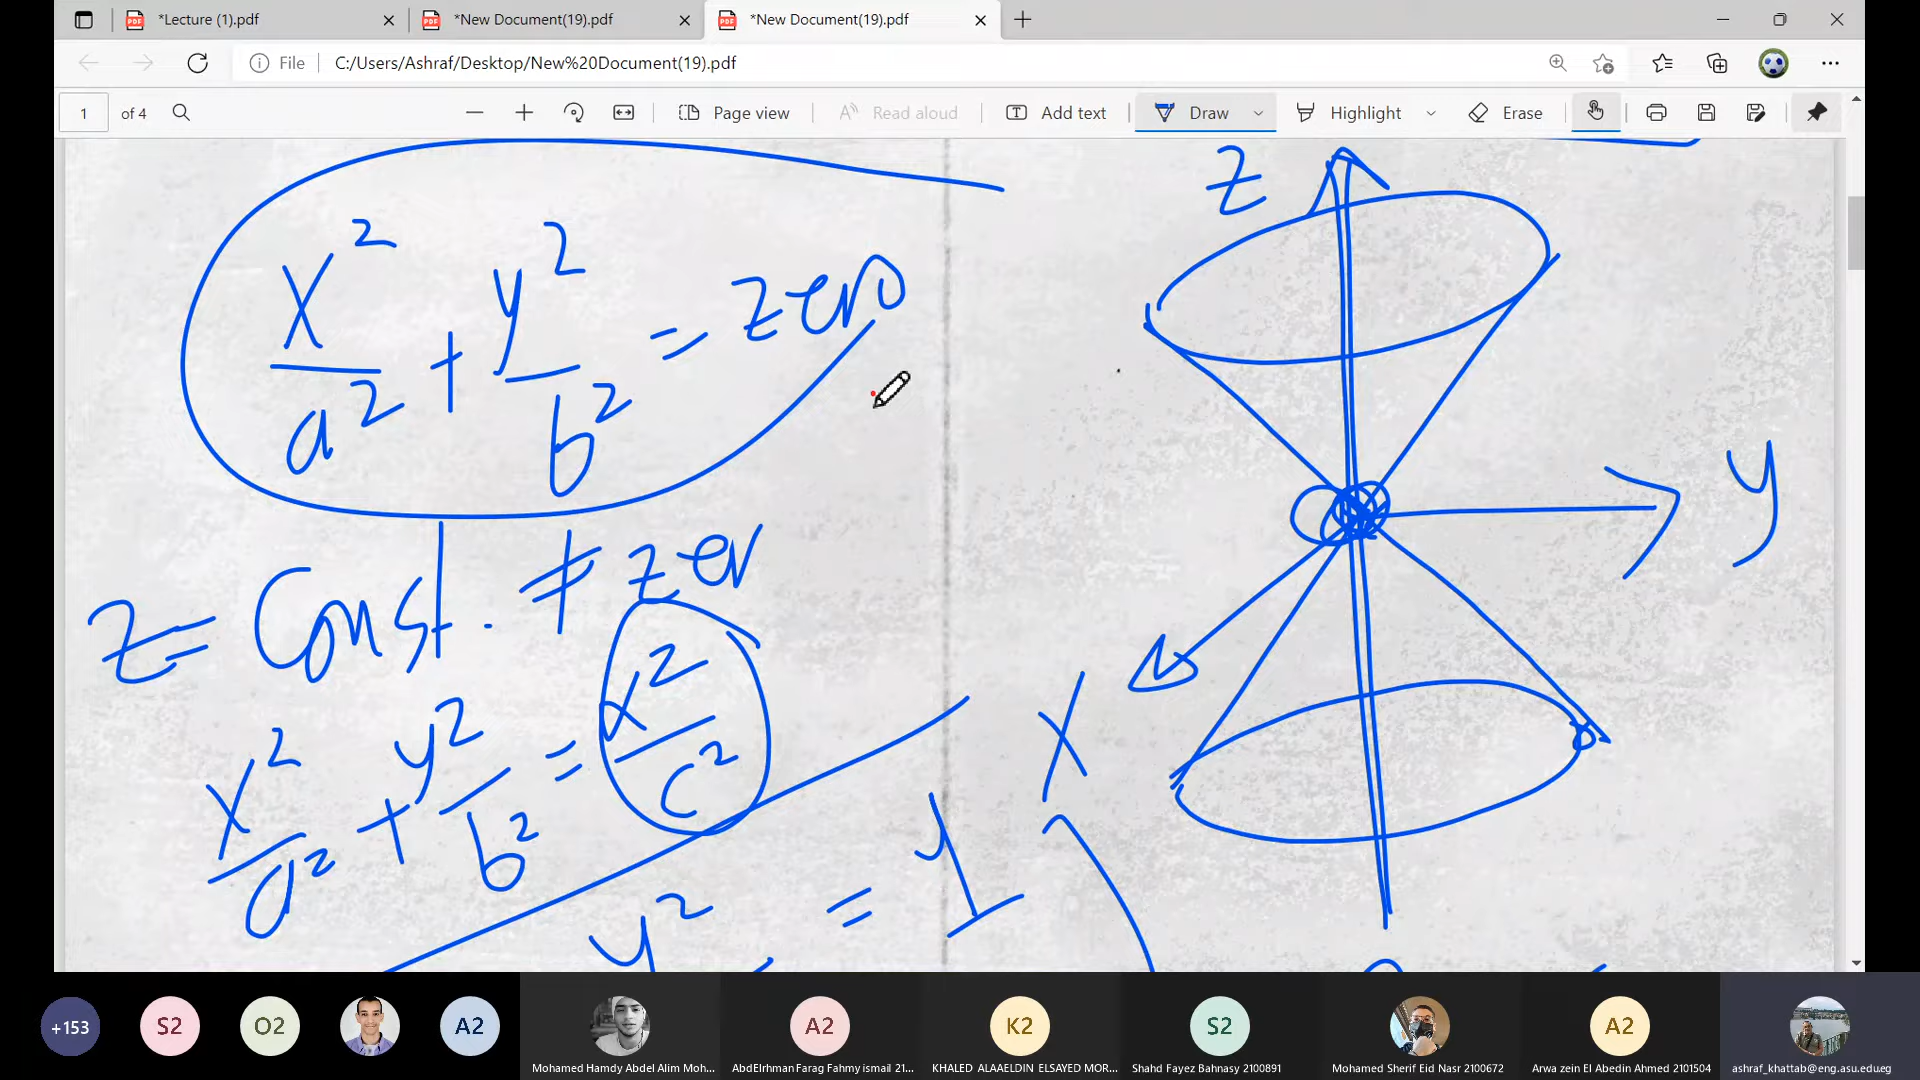 *Lecture (1).pdf
*New Document(19).pdf
*New Document(19).pdf
File
C:/Users/Ashraf/Desktop/New%20Document(19).pdf
1 of 4
Page view
Read aloud
Add text
Draw
Highlight
Erase
x²/a² + y²/b² = zero
z = Const. ≠ zer
x²/a² + y²/b² = x²/c²
y² = 1
z
y
x
+153
S2
O2
A2
Mohamed Hamdy Abdel Alim Moh...
A2
AbdElrhman Farag Fahmy ismail 21...
K2
KHALED ALAAELDIN ELSAYED MOR...
S2
Shahd Fayez Bahnasy 2100891
Mohamed Sherif Eid Nasr 2100672
A2
Arwa zein El Abedin Ahmed 2101504
ashraf_khattab@eng.asu.edu.eg